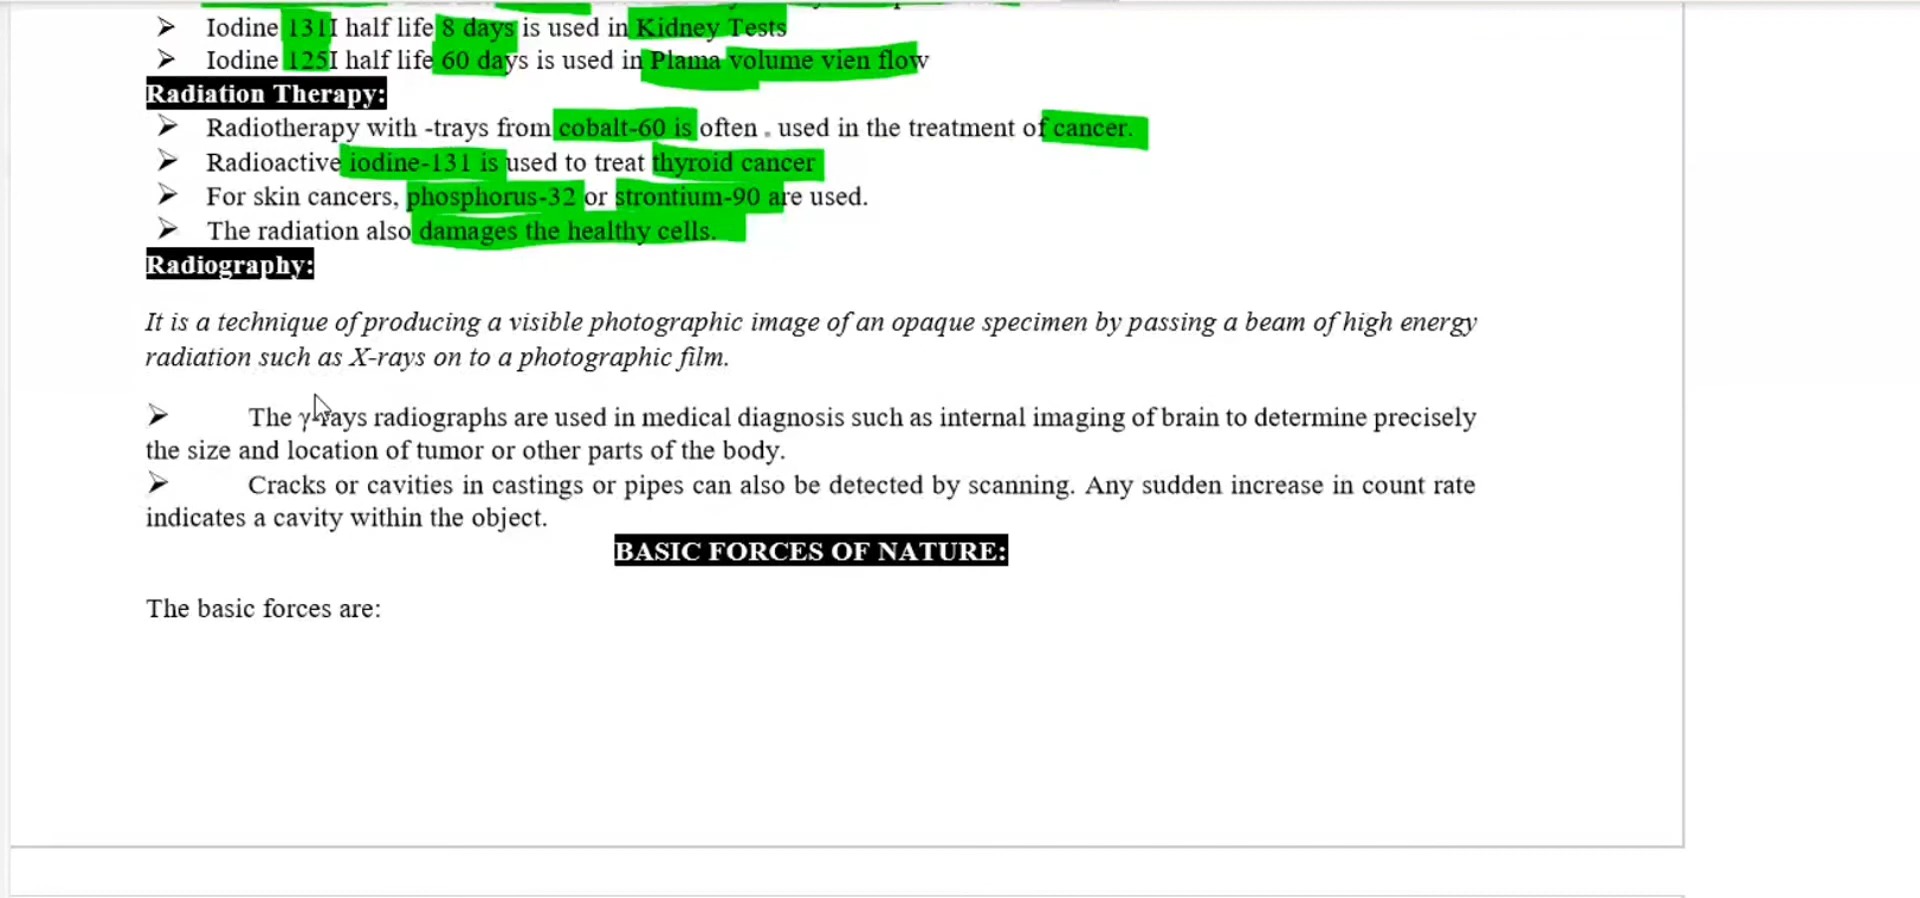 ➢ Iodine 131I half life 8 days is used in Kidney Tests
➢ Iodine 125I half life 60 days is used in Plama volume vien flow
Radiation Therapy:
➢ Radiotherapy with -trays from cobalt-60 is often . used in the treatment of cancer.
➢ Radioactive iodine-131 is used to treat thyroid cancer
➢ For skin cancers, phosphorus-32 or strontium-90 are used.
➢ The radiation also damages the healthy cells.
Radiography:
It is a technique of producing a visible photographic image of an opaque specimen by passing a beam of high energy
radiation such as X-rays on to a photographic film.
➢ The γ-rays radiographs are used in medical diagnosis such as internal imaging of brain to determine precisely
the size and location of tumor or other parts of the body.
➢ Cracks or cavities in castings or pipes can also be detected by scanning. Any sudden increase in count rate
indicates a cavity within the object.
BASIC FORCES OF NATURE:
The basic forces are: